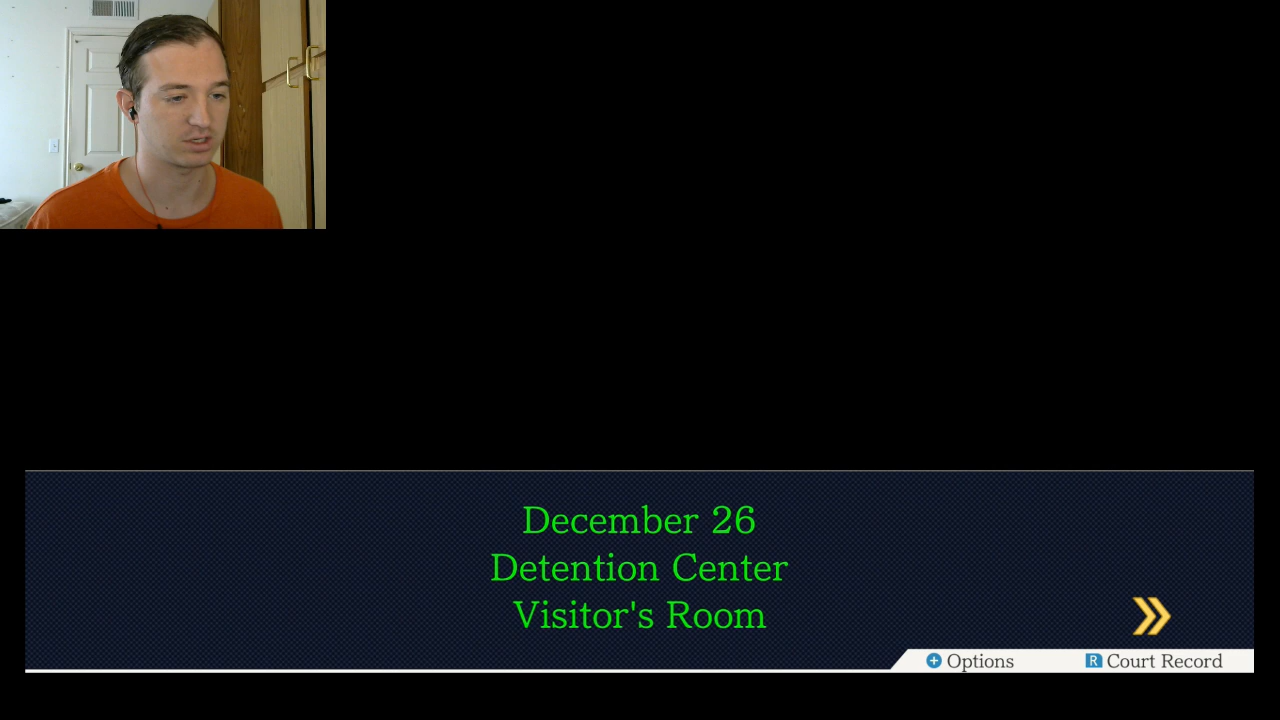 December 26
Detention Center
Visitor's Room
Options
R Court Record